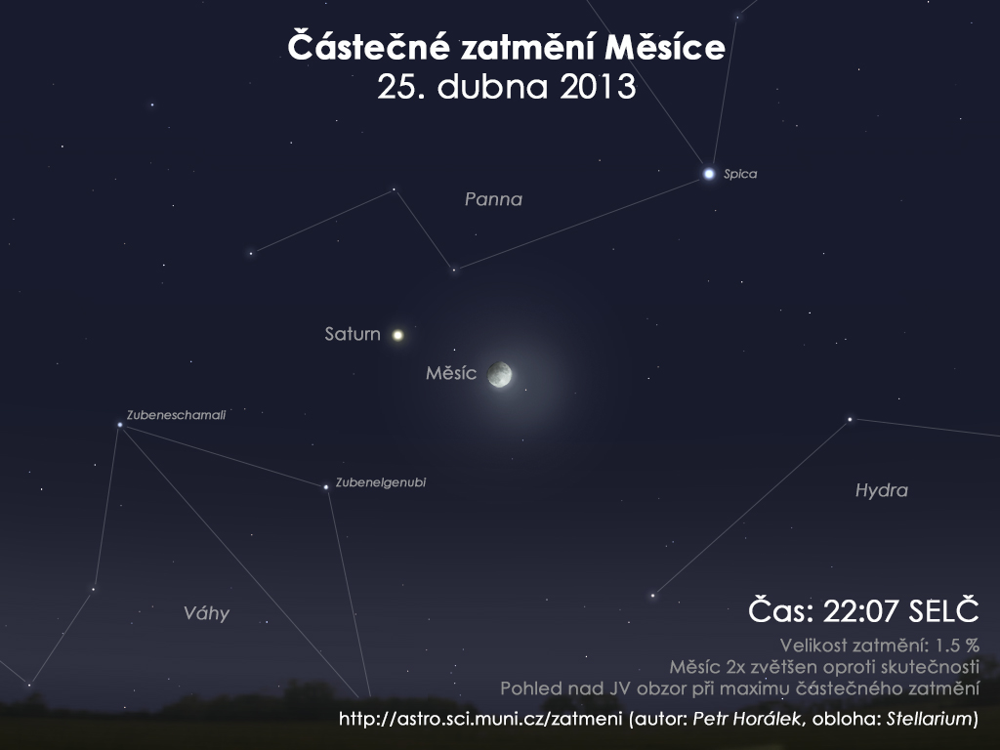 Částečné zatmění Měsíce
25. dubna 2013
Spica
Panna
Saturn
Měsíc
Zubeneschamali
Zubenelgenubi
Hydra
Váhy
Čas: 22:07 SELČ
Velikost zatmění: 1.5 %
Měsíc 2x zvětšen oproti skutečnosti
Pohled nad JV obzor při maximu částečného zatmění
http://astro.sci.muni.cz/zatmeni (autor: Petr Horálek, obloha: Stellarium)